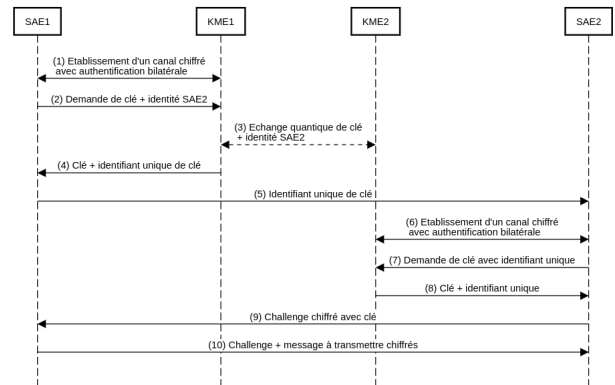 SAE1
KME1
KME2
SAE2
(1) Etablissement d'un canal chiffré
avec authentification bilatérale
(2) Demande de clé + identité SAE2
(3) Echange quantique de clé
+ identité SAE2
(4) Clé + identifiant unique de clé
(5) Identifiant unique de clé
(6) Etablissement d'un canal chiffré
avec authentification bilatérale
(7) Demande de clé avec identifiant unique
(8) Clé + identifiant unique
(9) Challenge chiffré avec clé
(10) Challenge + message à transmettre chiffrés